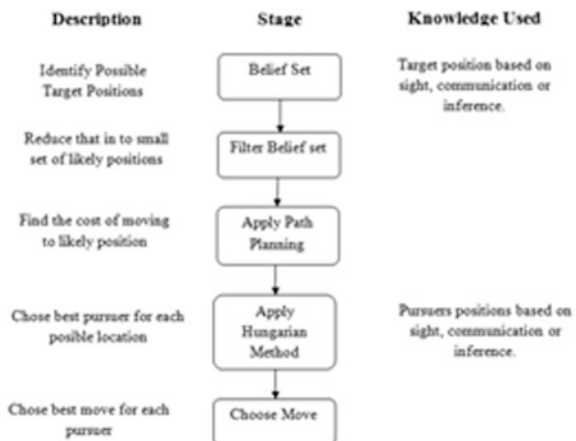 Description Stage Knowledge Used
Identify Possible
Target Positions
Belief Set
Target position based on
sight, communication or
inference.
Reduce that in to small
set of likely positions
Filter Belief set
Find the cost of moving
to likely position
Apply Path
Planning
Chose best pursuer for each
posible location
Apply
Hungarian
Method
Pursuers positions based on
sight, communication or
inference.
Chose best move for each
pursuer
Choose Move